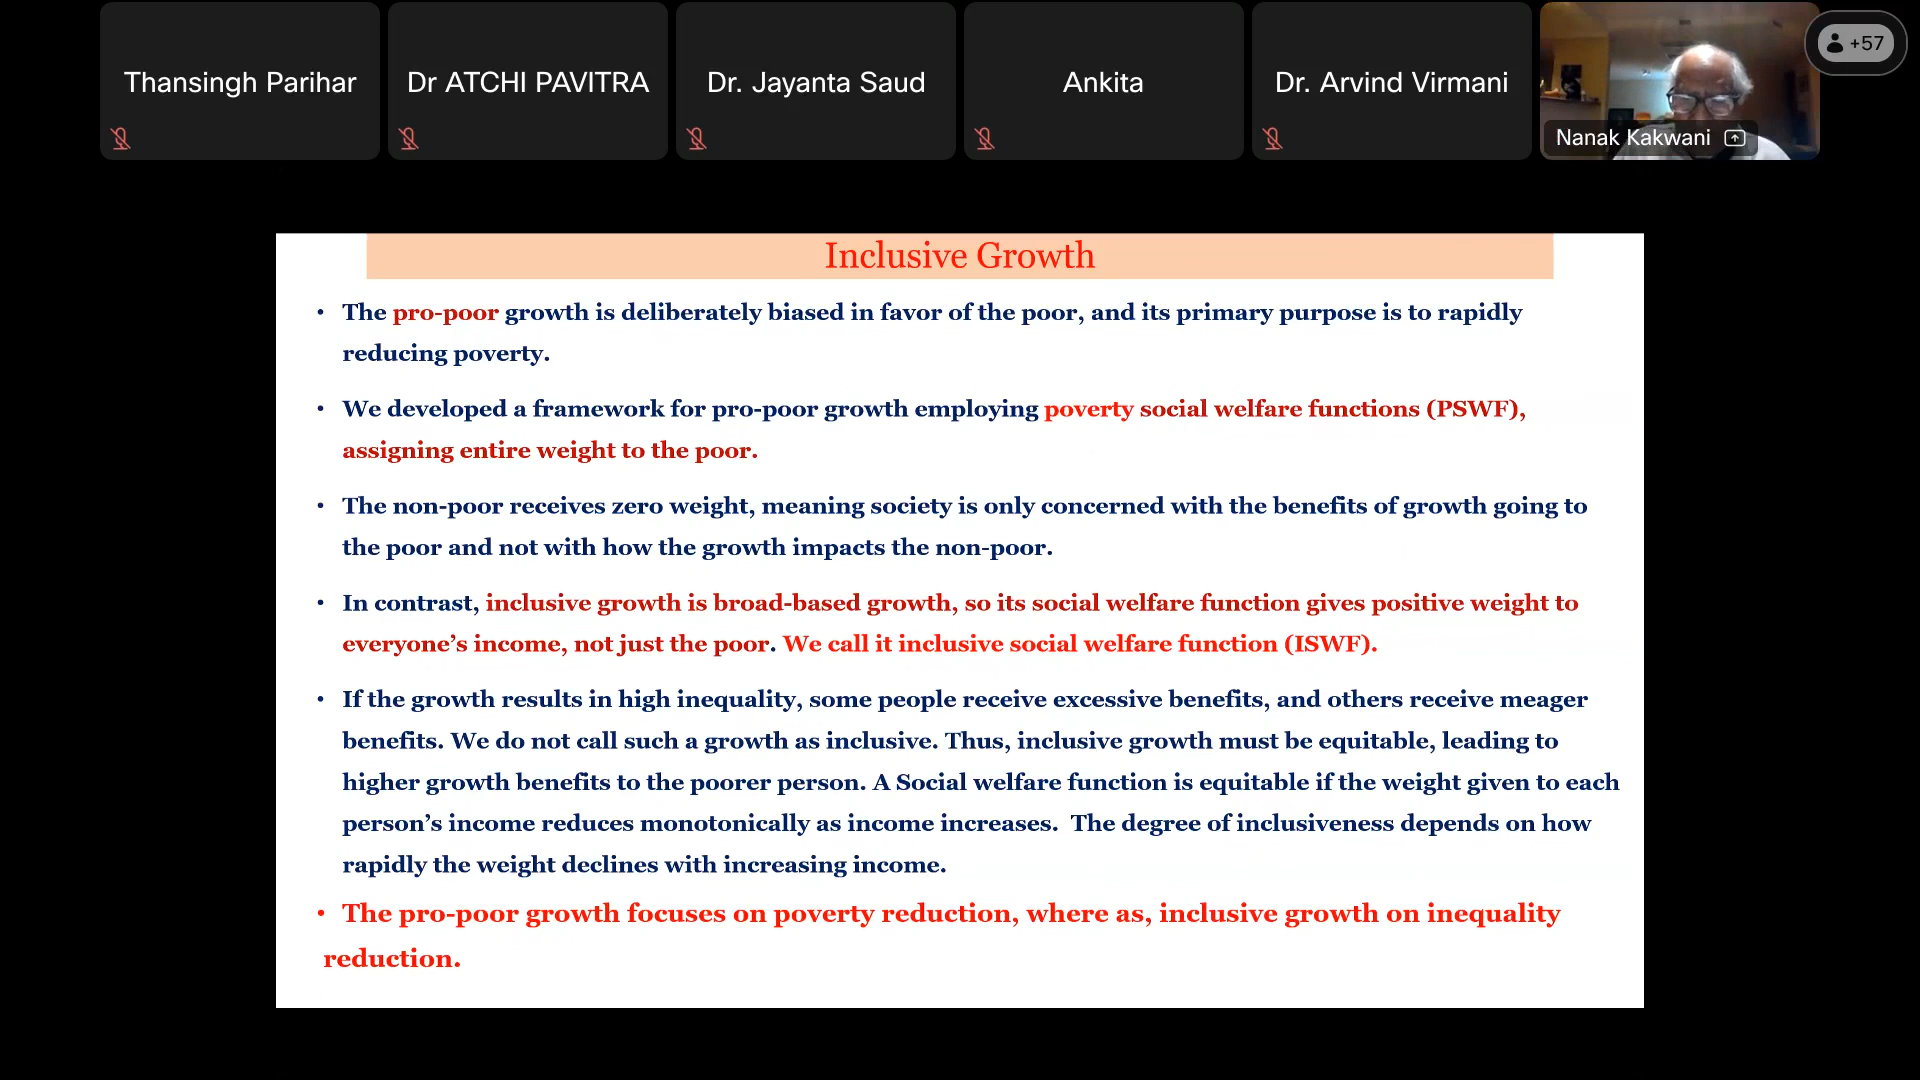 Thansingh Parihar
Dr ATCHI PAVITRA
Dr. Jayanta Saud
Ankita
Dr. Arvind Virmani
Nanak Kakwani
+57
Inclusive Growth
• The pro-poor growth is deliberately biased in favor of the poor, and its primary purpose is to rapidly
reducing poverty.
• We developed a framework for pro-poor growth employing poverty social welfare functions (PSWF),
assigning entire weight to the poor.
• The non-poor receives zero weight, meaning society is only concerned with the benefits of growth going to
the poor and not with how the growth impacts the non-poor.
• In contrast, inclusive growth is broad-based growth, so its social welfare function gives positive weight to
everyone’s income, not just the poor. We call it inclusive social welfare function (ISWF).
• If the growth results in high inequality, some people receive excessive benefits, and others receive meager
benefits. We do not call such a growth as inclusive. Thus, inclusive growth must be equitable, leading to
higher growth benefits to the poorer person. A Social welfare function is equitable if the weight given to each
person’s income reduces monotonically as income increases. The degree of inclusiveness depends on how
rapidly the weight declines with increasing income.
• The pro-poor growth focuses on poverty reduction, where as, inclusive growth on inequality
reduction.